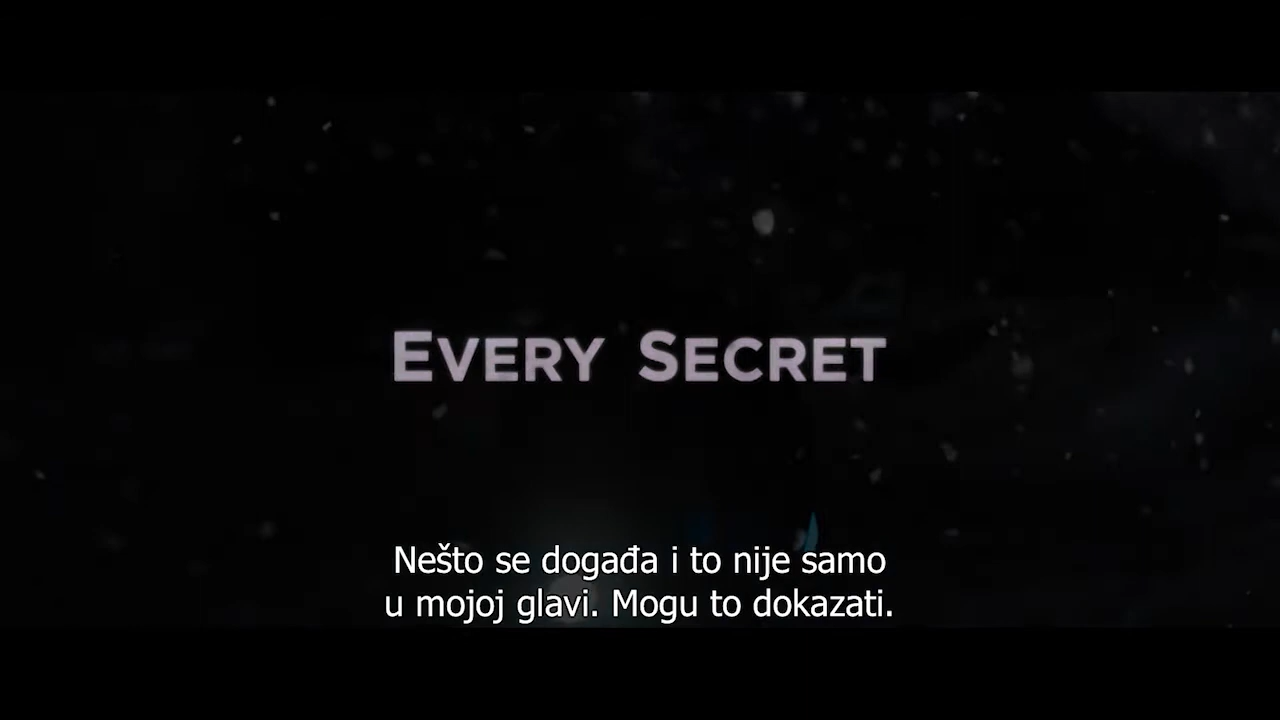 EVERY SECRET
Nešto se događa i to nije samo
u mojoj glavi. Mogu to dokazati.